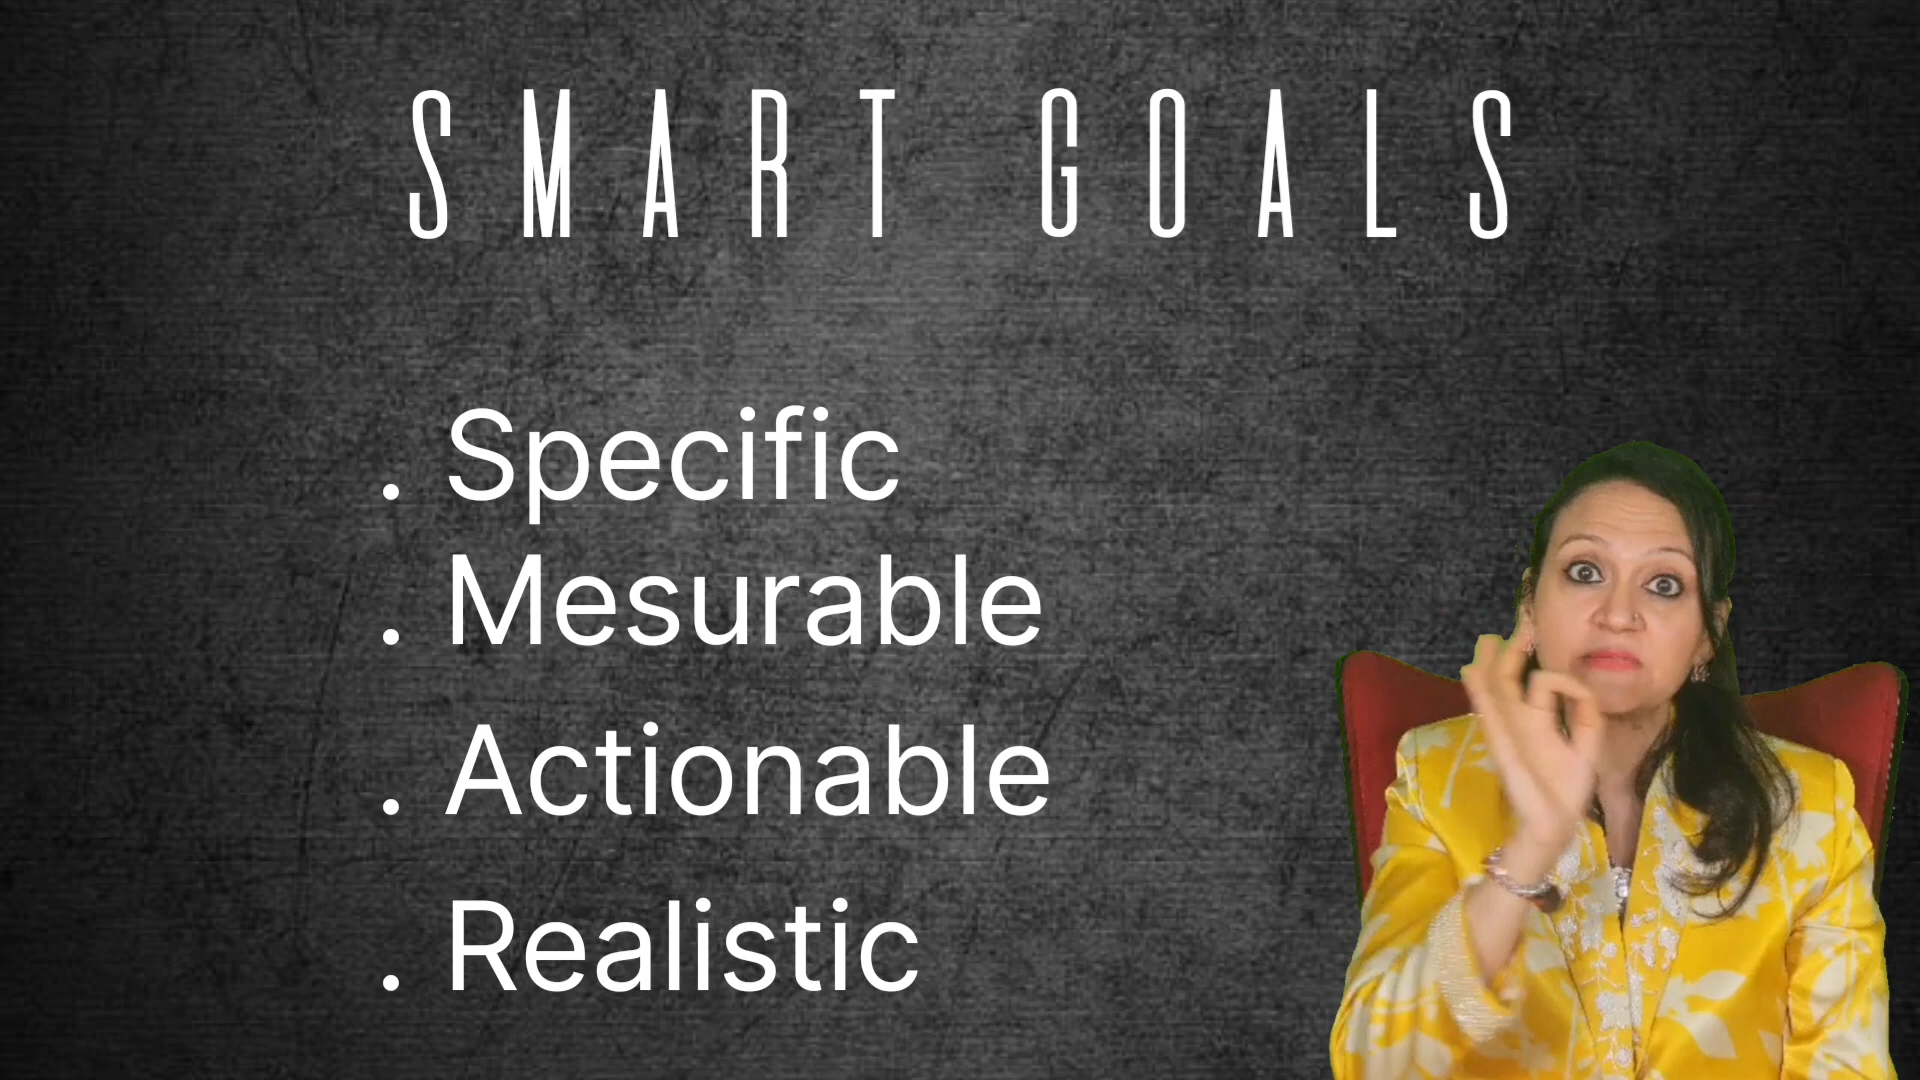 SMART GOALS
. Specific
. Mesurable
. Actionable
. Realistic